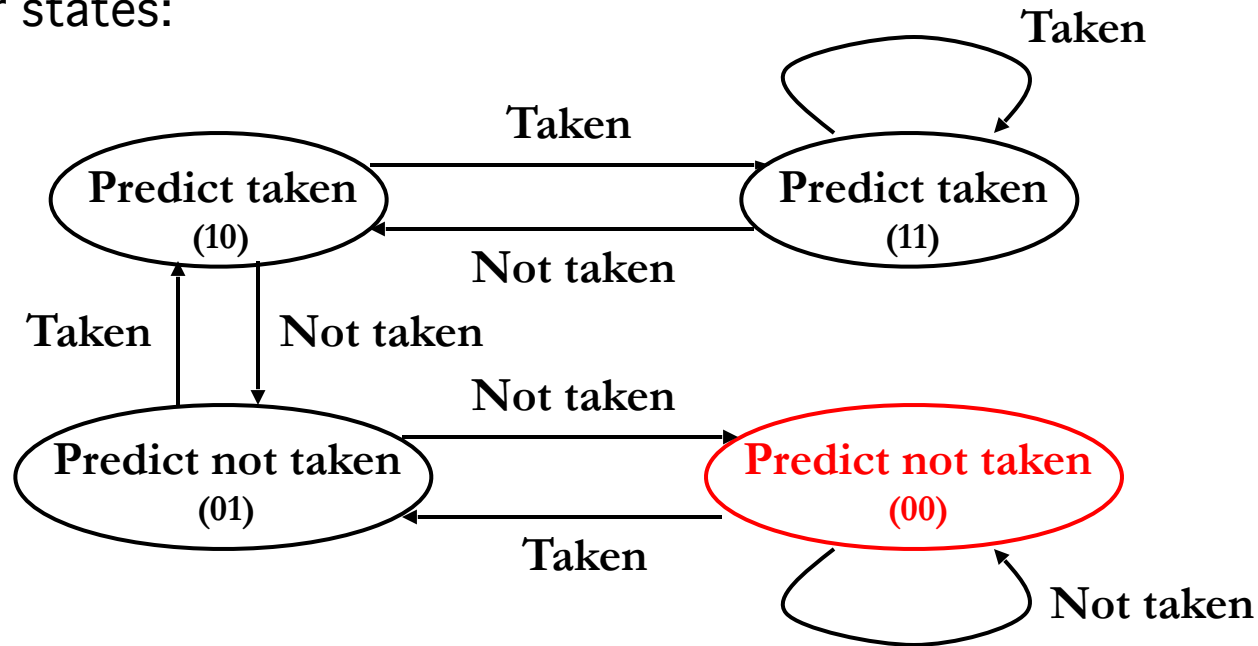 states:
Taken
Taken
Predict taken
(10)
Predict taken
(11)
Not taken
Taken
Not taken
Not taken
Predict not taken
(01)
Predict not taken
(00)
Taken
Not taken